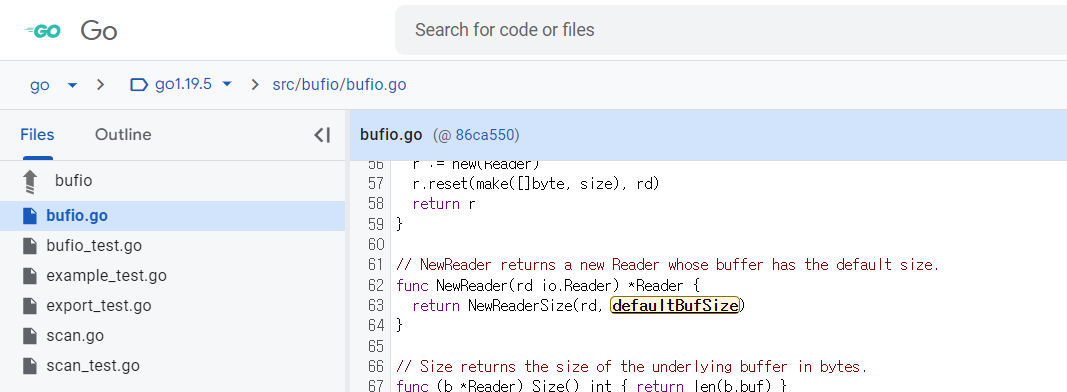 GO Go Search for code or files
go go1.19.5 src/bufio/bufio.go
Files Outline
bufio
bufio.go
bufio_test.go
example_test.go
export_test.go
scan.go
scan_test.go
bufio.go (@ 86ca550)
56 r := new(Reader)
57 r.reset(make([]byte, size), rd)
58 return r
59 }
60
61 // NewReader returns a new Reader whose buffer has the default size.
62 func NewReader(rd io.Reader) *Reader {
63 return NewReaderSize(rd, defaultBufSize)
64 }
65
66 // Size returns the size of the underlying buffer in bytes.
67 func (b *Reader) Size() int { return len(b.buf) }